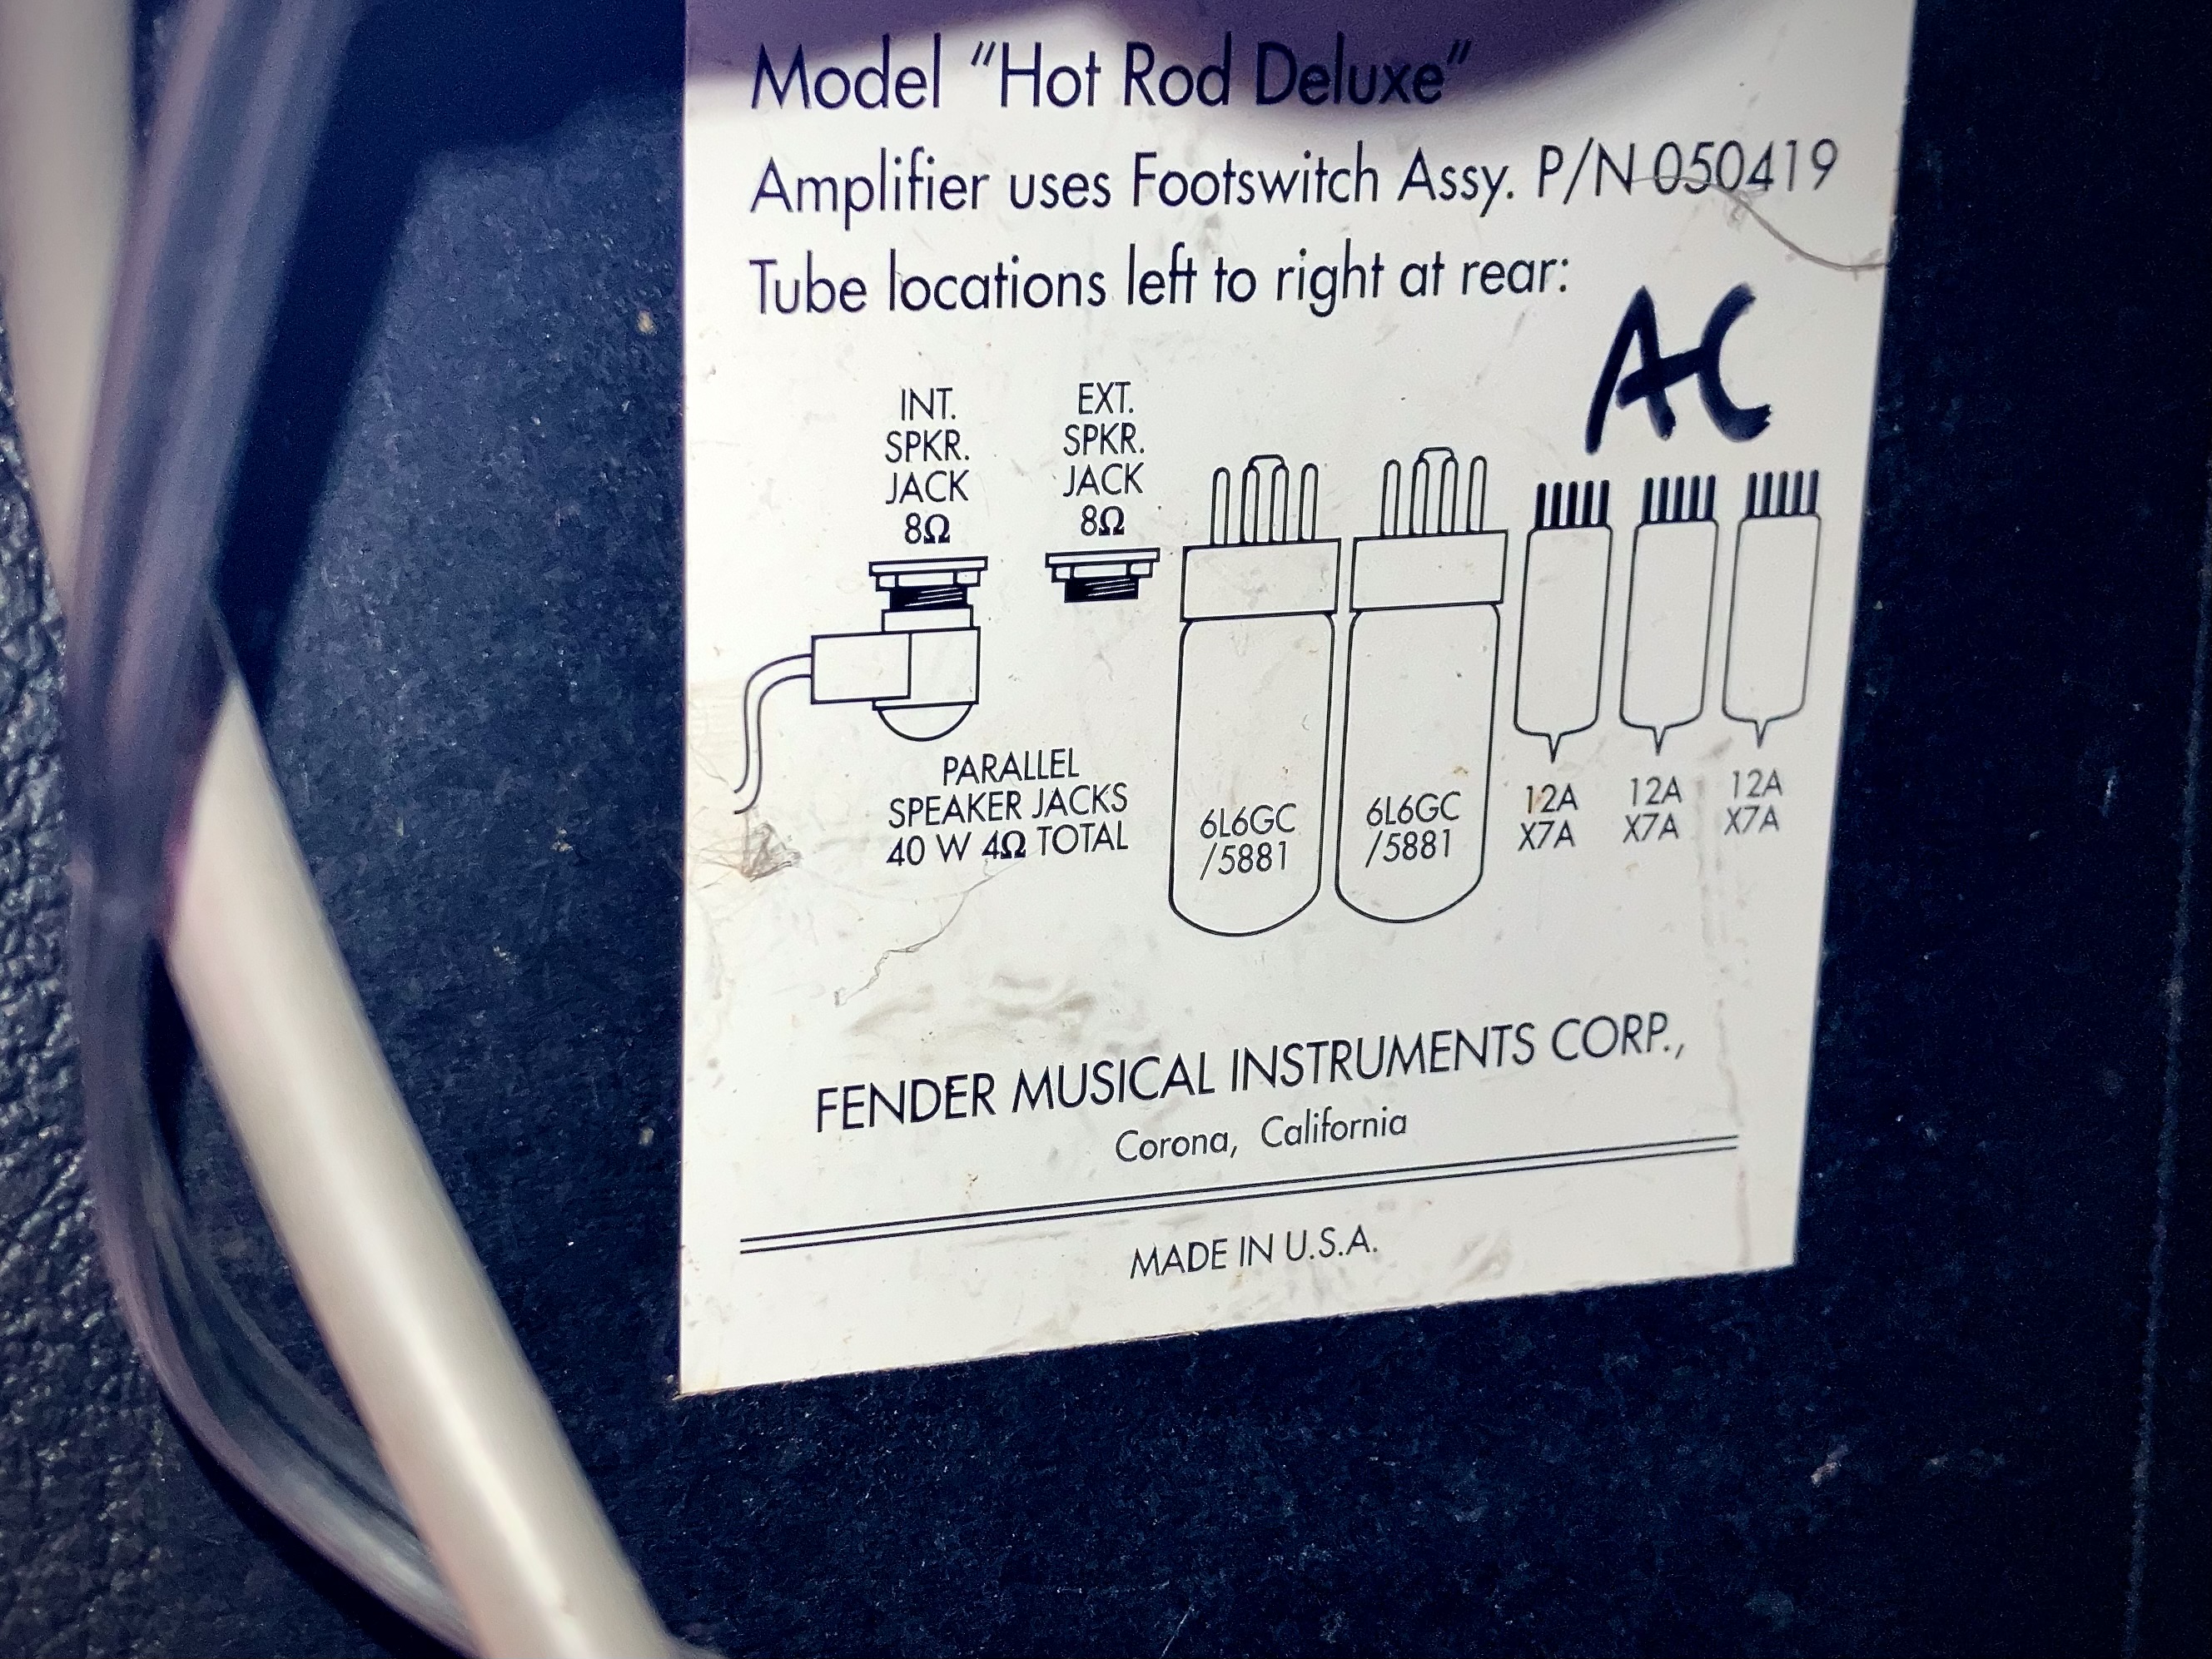 Model “Hot Rod Deluxe”
Amplifier uses Footswitch Assy. P/N 050419
Tube locations left to right at rear:
AC
INT.
SPKR.
JACK
8Ω
EXT.
SPKR.
JACK
8Ω
PARALLEL
SPEAKER JACKS
40 W 4Ω TOTAL
6L6GC
/5881
6L6GC
/5881
12A
X7A
12A
X7A
12A
X7A
FENDER MUSICAL INSTRUMENTS CORP.,
Corona, California
MADE IN U.S.A.